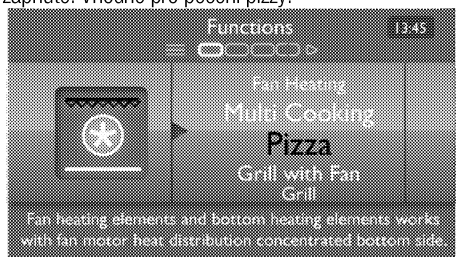 zapnuto. Vhodné pro pečení pizzy.
Functions
13:45
Fan Heating
Multi Cooking
Pizza
Grill with Fan
Grill
Fan heating elements and bottom heating elements works
with fan motor heat distribution concentrated bottom side.